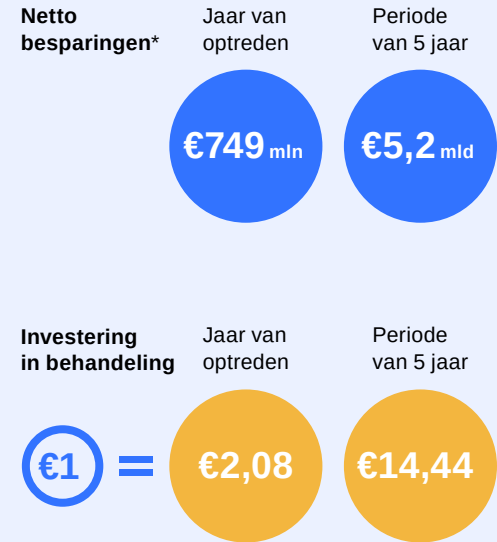 Netto
besparingen*
Jaar van
optreden
Periode
van 5 jaar
€749 mln
€5,2 mld
Investering
in behandeling
Jaar van
optreden
Periode
van 5 jaar
€1 = €2,08
€14,44